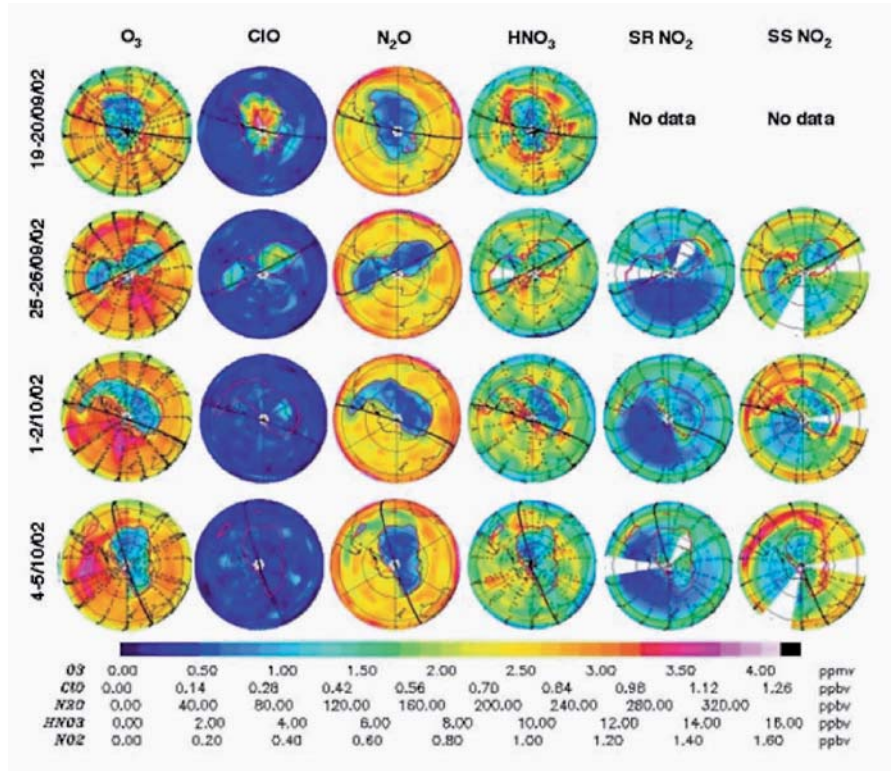 O₃ ClO N₂O HNO₃ SR NO₂ SS NO₂
19-20/09/02
No data No data
25-26/09/02
1-2/10/02
4-5/10/02
O3 0.00 0.50 1.00 1.50 2.00 2.50 3.00 3.50 4.00 ppmv
ClO 0.00 0.14 0.28 0.42 0.56 0.70 0.84 0.98 1.12 1.26 ppbv
N2O 0.00 40.00 80.00 120.00 160.00 200.00 240.00 280.00 320.00 ppbv
HNO3 0.00 2.00 4.00 6.00 8.00 10.00 12.00 14.00 16.00 ppbv
NO2 0.00 0.20 0.40 0.60 0.80 1.00 1.20 1.40 1.60 ppbv